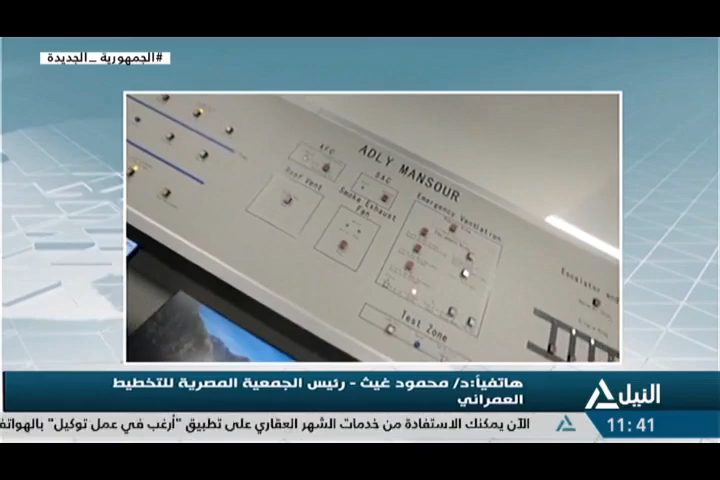 #الجمهورية_الجديدة
AFC
ADLY MANSOUR
SAC
Roof Vent
Smoke Exhaust
Fan
Emergency Ventilation
Escalator and
Test Zone
هاتفياً:د/ محمود غيث - رئيس الجمعية المصرية للتخطيط
العمراني
النيل
الآن يمكنك الاستفادة من خدمات الشهر العقاري على تطبيق "أرغب في عمل توكيل" بالهواتف
11:41